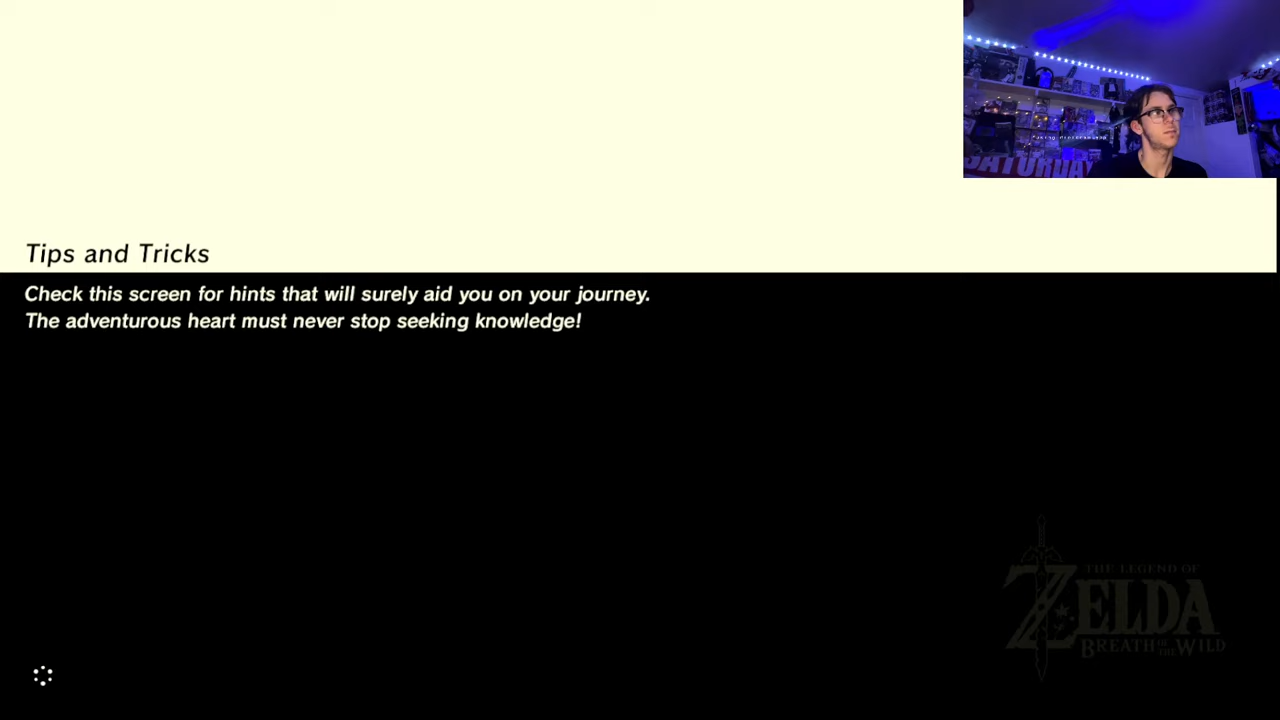 SATURDAY
Tips and Tricks
Check this screen for hints that will surely aid you on your journey.
The adventurous heart must never stop seeking knowledge!
THE LEGEND OF
ZELDA
BREATH OF THE WILD